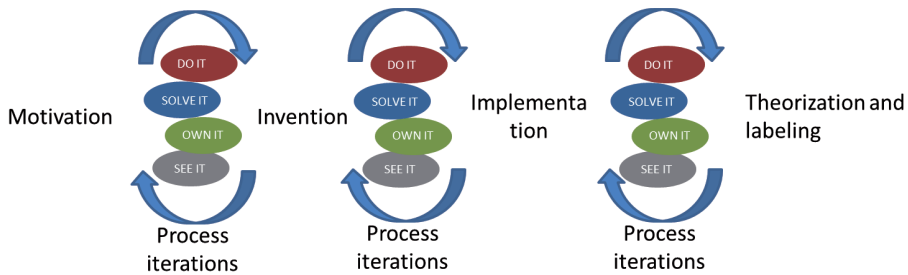 Motivation
DO IT
SOLVE IT
OWN IT
SEE IT
Process
iterations
Invention
DO IT
SOLVE IT
OWN IT
SEE IT
Process
iterations
Implementa
tion
DO IT
SOLVE IT
OWN IT
SEE IT
Process
iterations
Theorization and
labeling